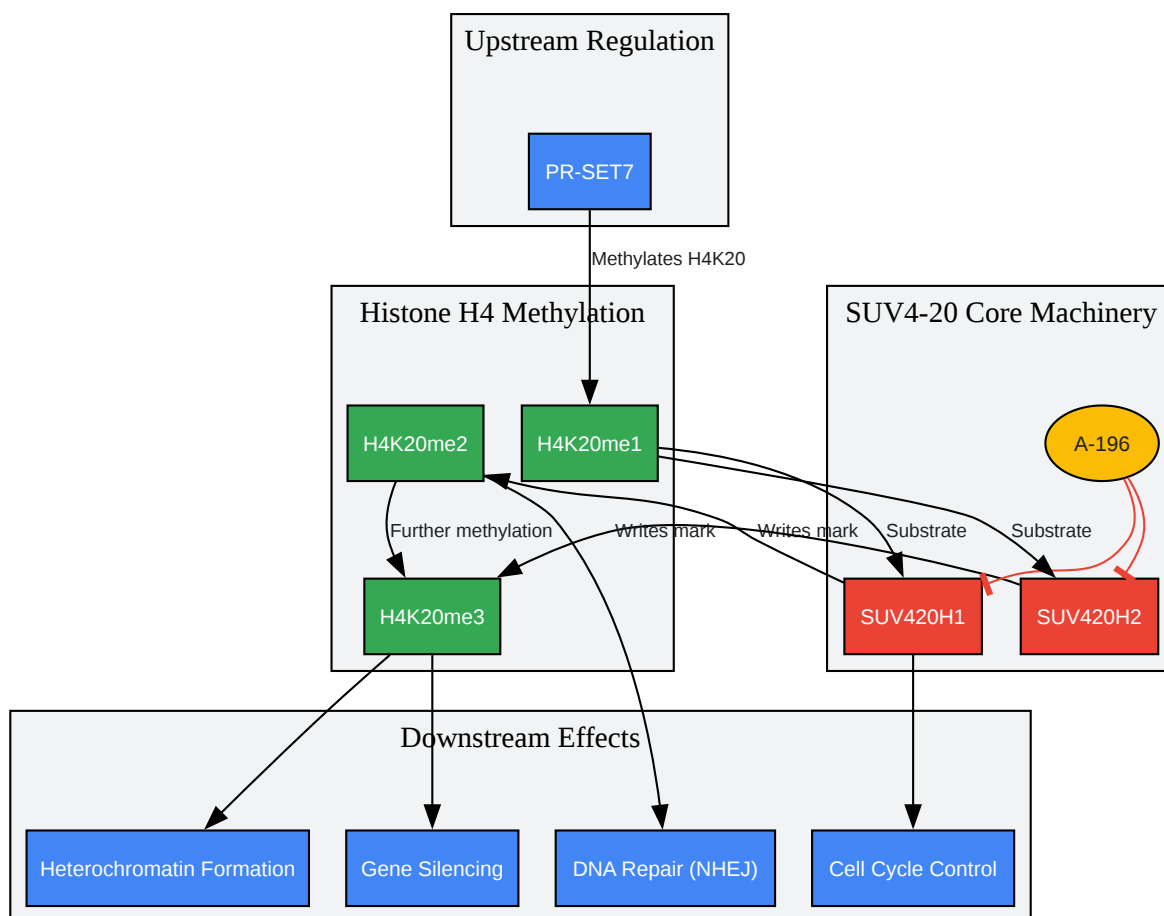 Upstream Regulation
PR-SET7
Methylates H4K20
Histone H4 Methylation
SUV4-20 Core Machinery
H4K20me2
H4K20me1
A-196
Further methylation
Writes mark
Writes mark
Substrate
Substrate
H4K20me3
SUV420H1
SUV420H2
Downstream Effects
Heterochromatin Formation
Gene Silencing
DNA Repair (NHEJ)
Cell Cycle Control